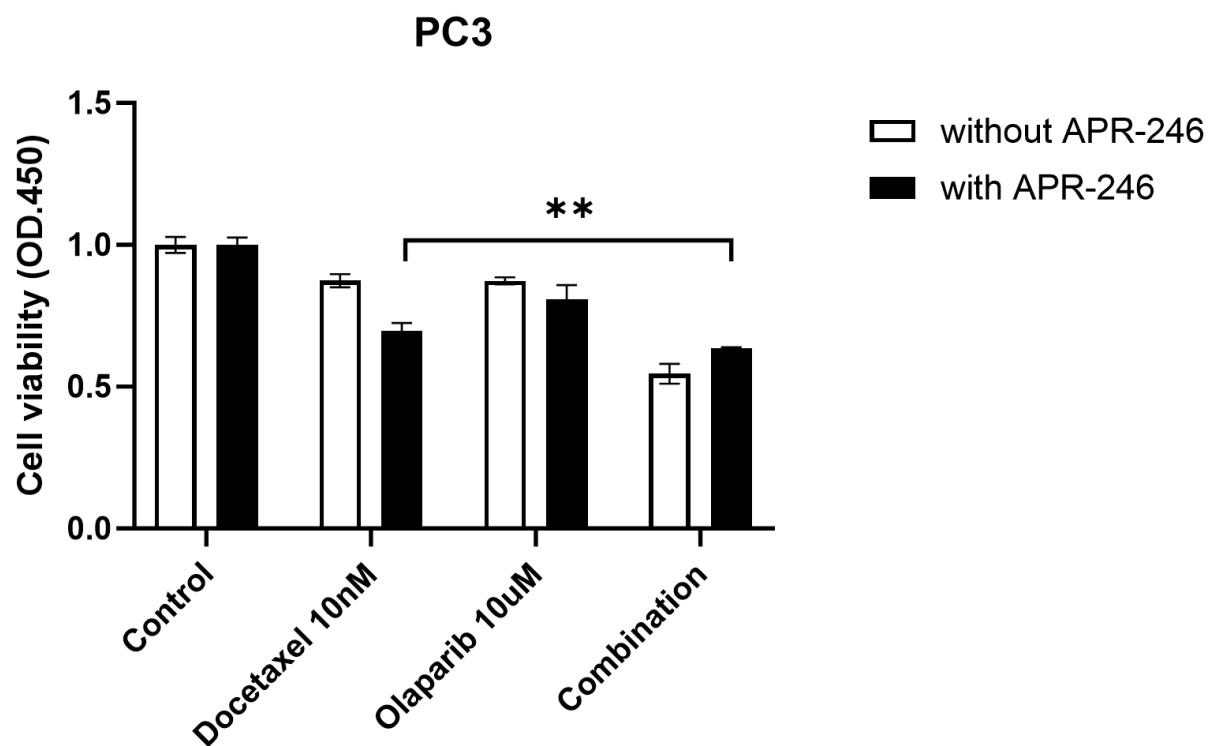 PC3
Cell viability (OD.450)
1.5
1.0
0.5
0.0
**
without APR-246
with APR-246
Control
Docetaxel 10nM
Olaparib 10uM
Combination